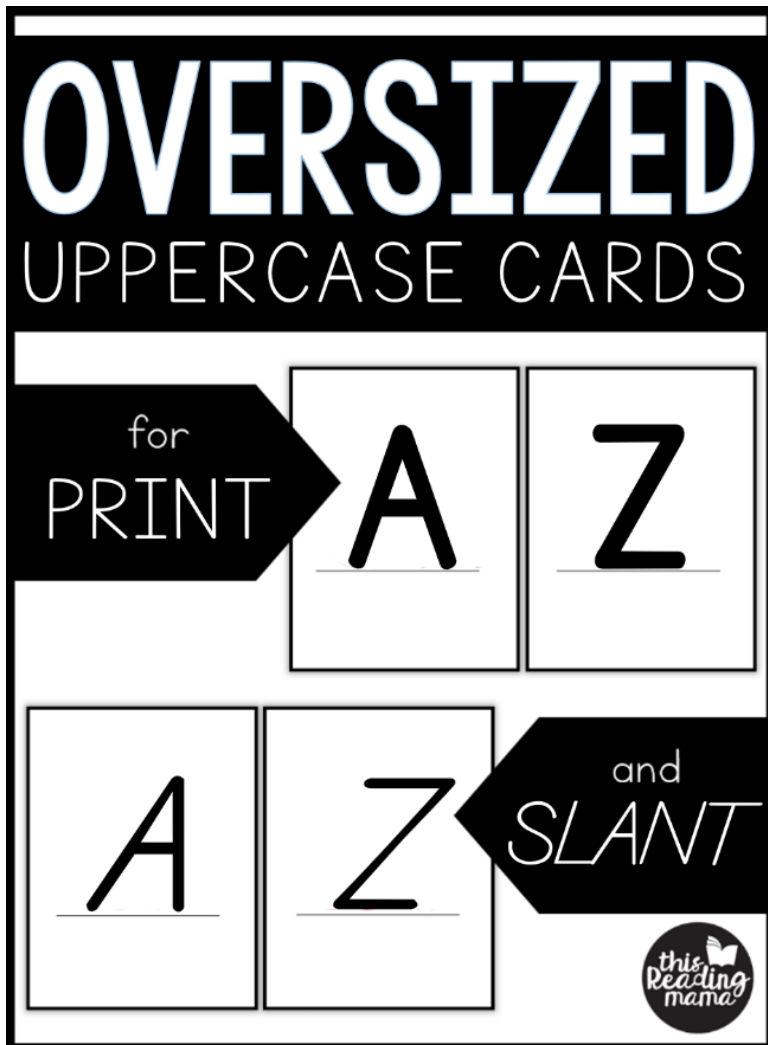 OVERSIZED
UPPERCASE CARDS
for
PRINT
A Z
A Z
and
SLANT
this
Reading
mama